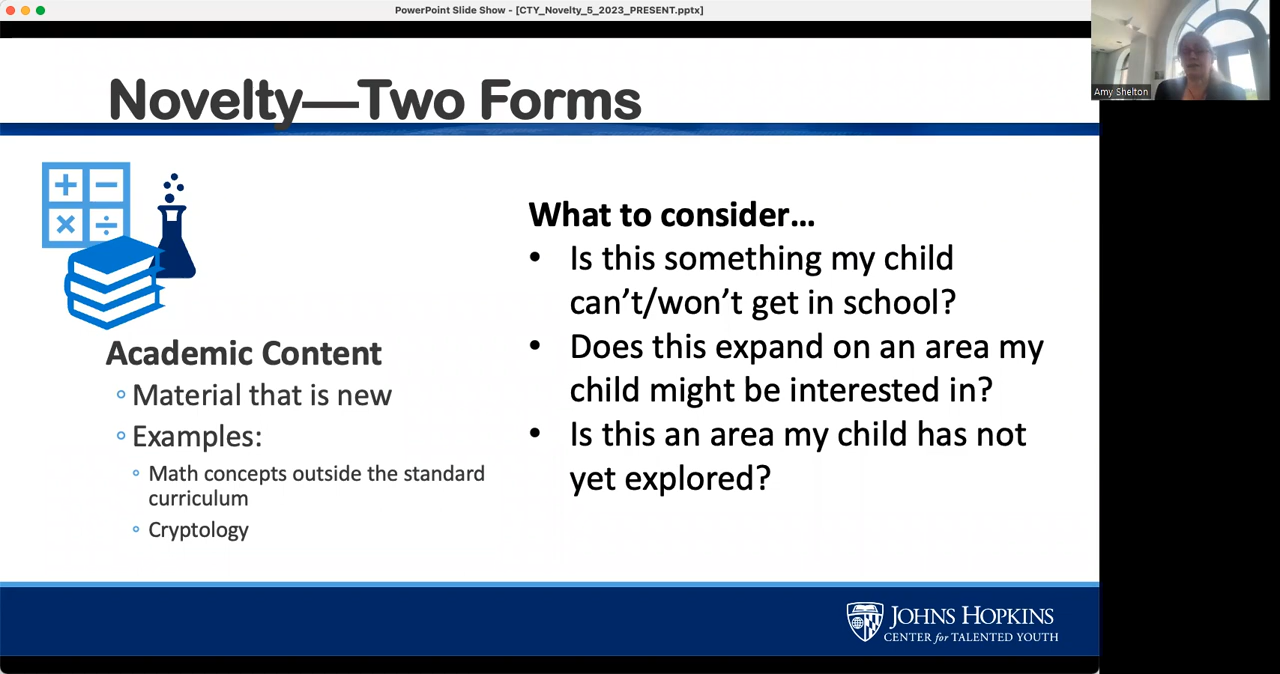 PowerPoint Slide Show - [CTY_Novelty_5_2023_PRESENT.pptx]
Amy Shelton
Novelty—Two Forms
Academic Content
Material that is new
Examples:
Math concepts outside the standard
curriculum
Cryptology
What to consider…
• Is this something my child
can’t/won’t get in school?
• Does this expand on an area my
child might be interested in?
• Is this an area my child has not
yet explored?
JOHNS HOPKINS
CENTER for TALENTED YOUTH